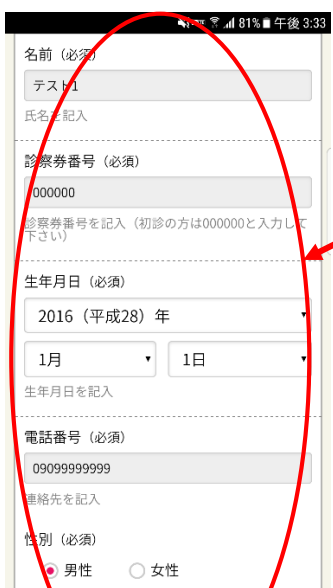 81% 午後 3:33
名前（必須）
テスト1
氏名を記入
診察券番号（必須）
000000
診察券番号を記入（初診の方は000000と入力して
下さい）
生年月日（必須）
2016（平成28）年
1月 1日
生年月日を記入
電話番号（必須）
09099999999
連絡先を記入
性別（必須）
男性 女性